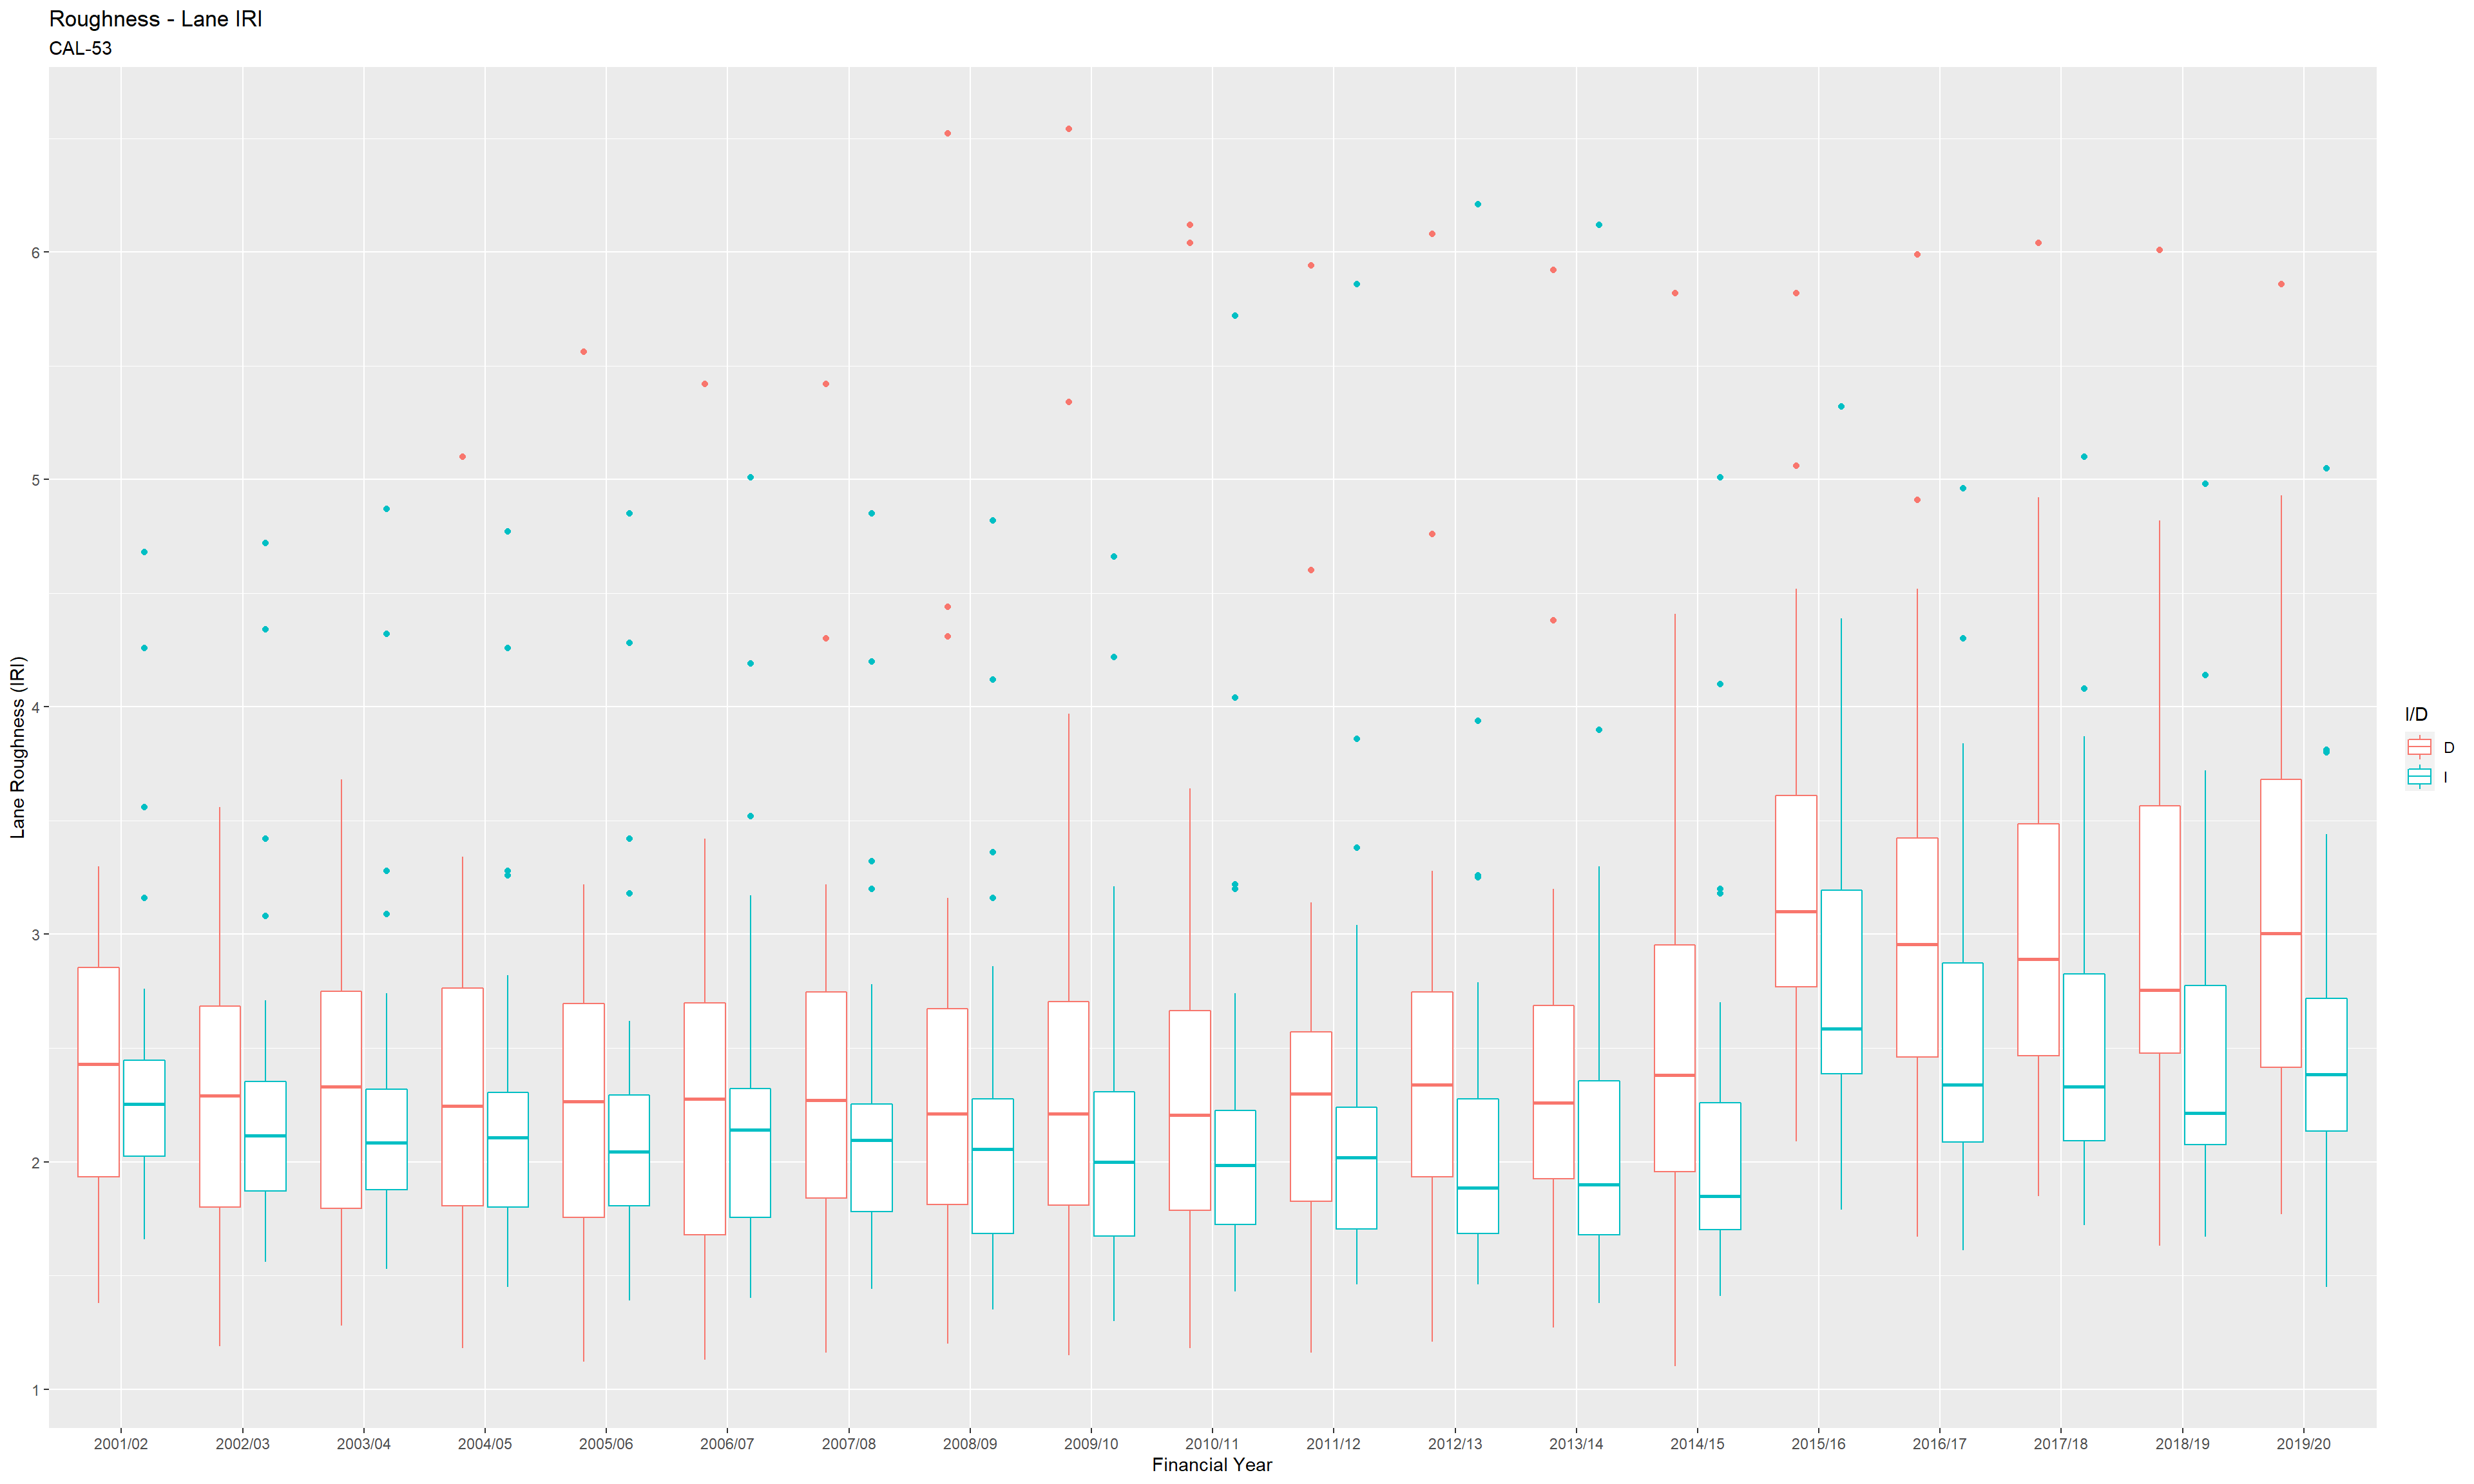 Roughness - Lane IRI
CAL-53
Lane Roughness (IRI)
6
5
4
3
2
1
2001/02 2002/03 2003/04 2004/05 2005/06 2006/07 2007/08 2008/09 2009/10 2010/11 2011/12 2012/13 2013/14 2014/15 2015/16 2016/17 2017/18 2018/19 2019/20
Financial Year
I/D
D
I